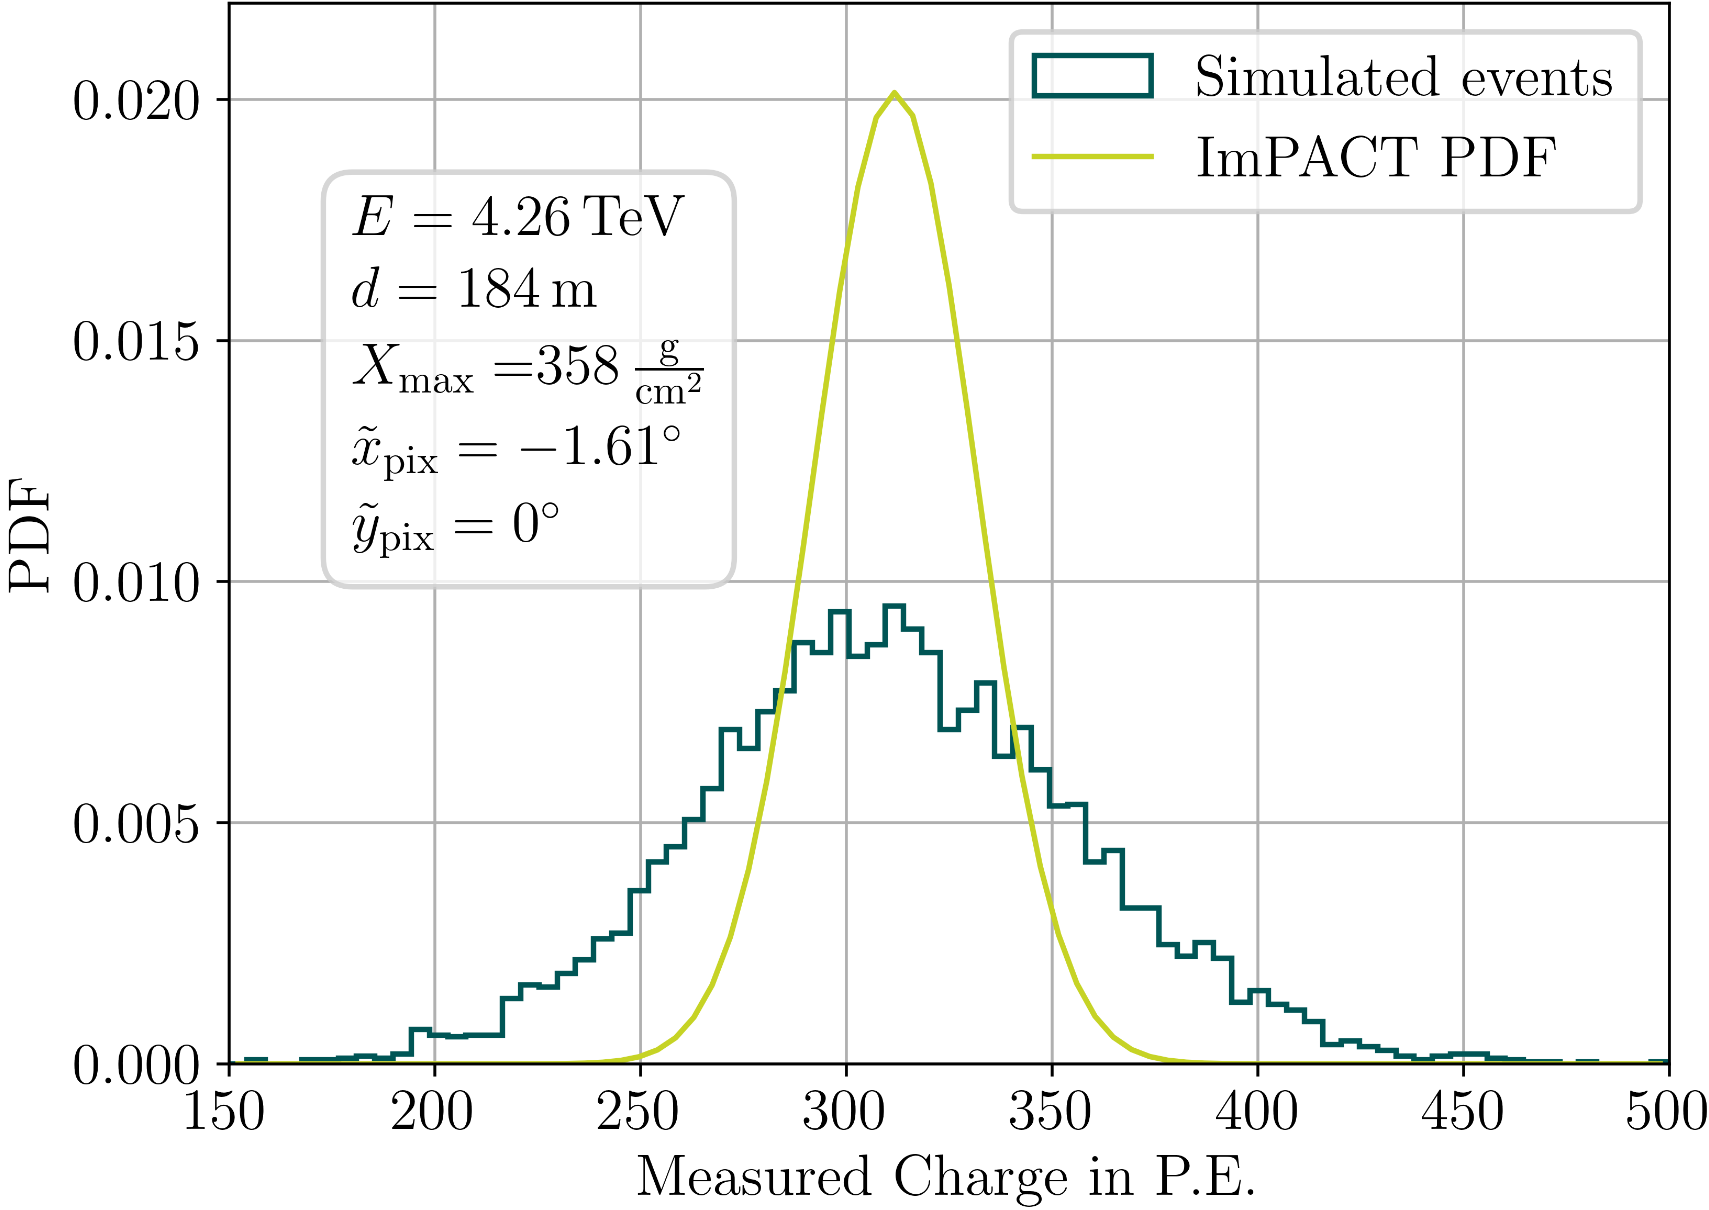 Simulated events
ImPACT PDF
E = 4.26 TeV
d = 184 m
X_max =358 g/cm²
x̃_pix = −1.61°
ỹ_pix = 0°
PDF
0.020
0.015
0.010
0.005
0.000
150 200 250 300 350 400 450 500
Measured Charge in P.E.